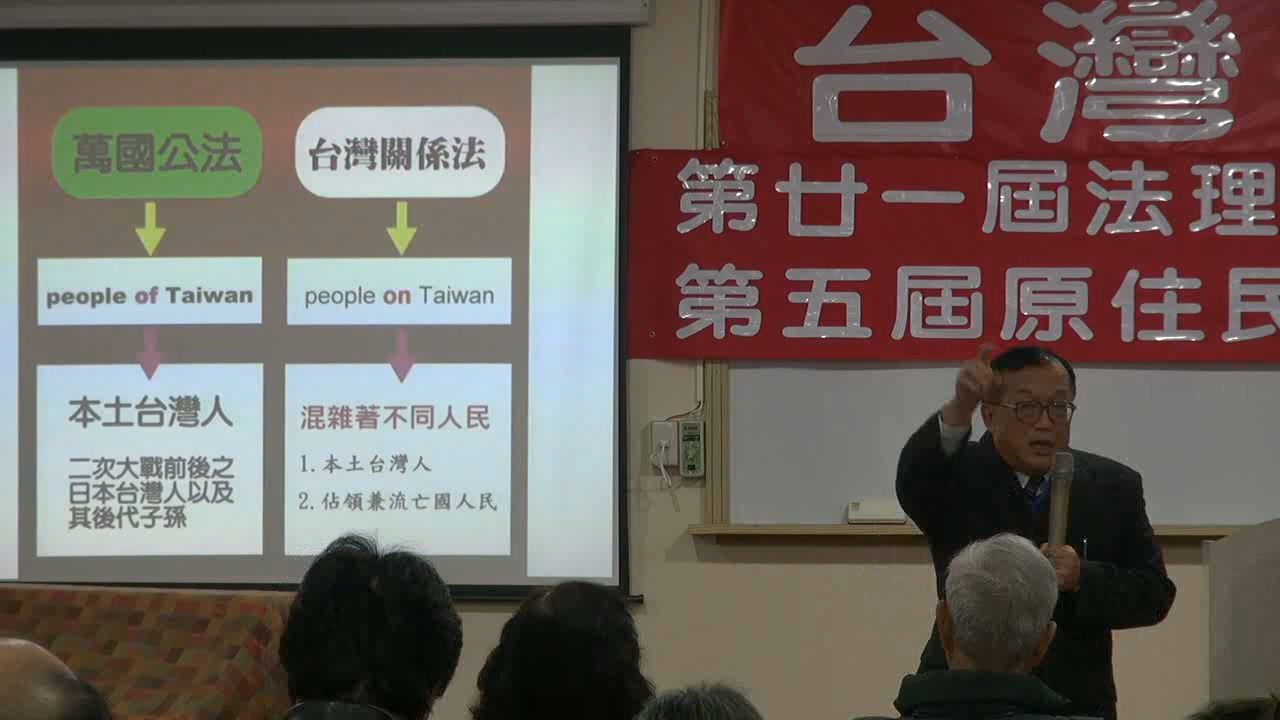 萬國公法
people of Taiwan
本土台灣人
二次大戰前後之
日本台灣人以及
其後代子孫
台灣關係法
people on Taiwan
混雜著不同人民
1. 本土台灣人
2. 佔領兼流亡國人民
台灣
第廿一屆法理
第五屆原住民